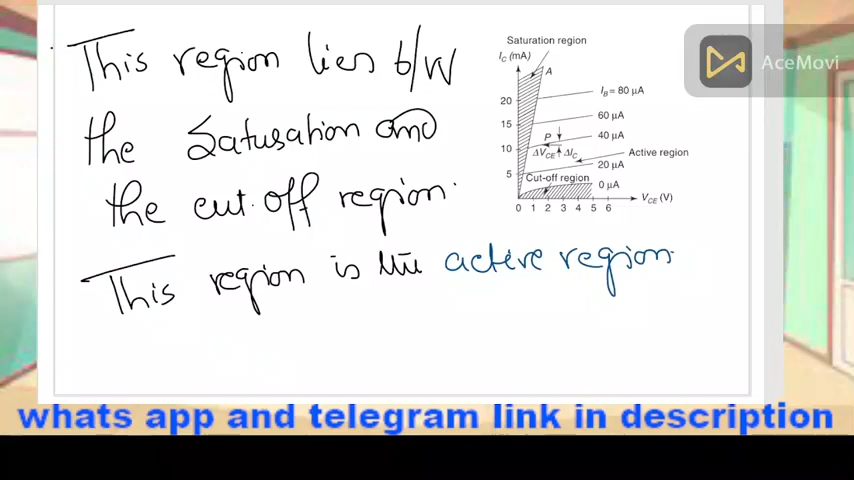 This region lies b/w
the Saturation and
the cut.off region.
This region is the active region.
Saturation region
I_C (mA)
A
I_B = 80 μA
20
60 μA
15
P
40 μA
10
ΔV_CE ΔI_C
Active region
20 μA
5
Cut-off region
0 μA
0 1 2 3 4 5 6
V_CE (V)
AceMovi
whats app and telegram link in description